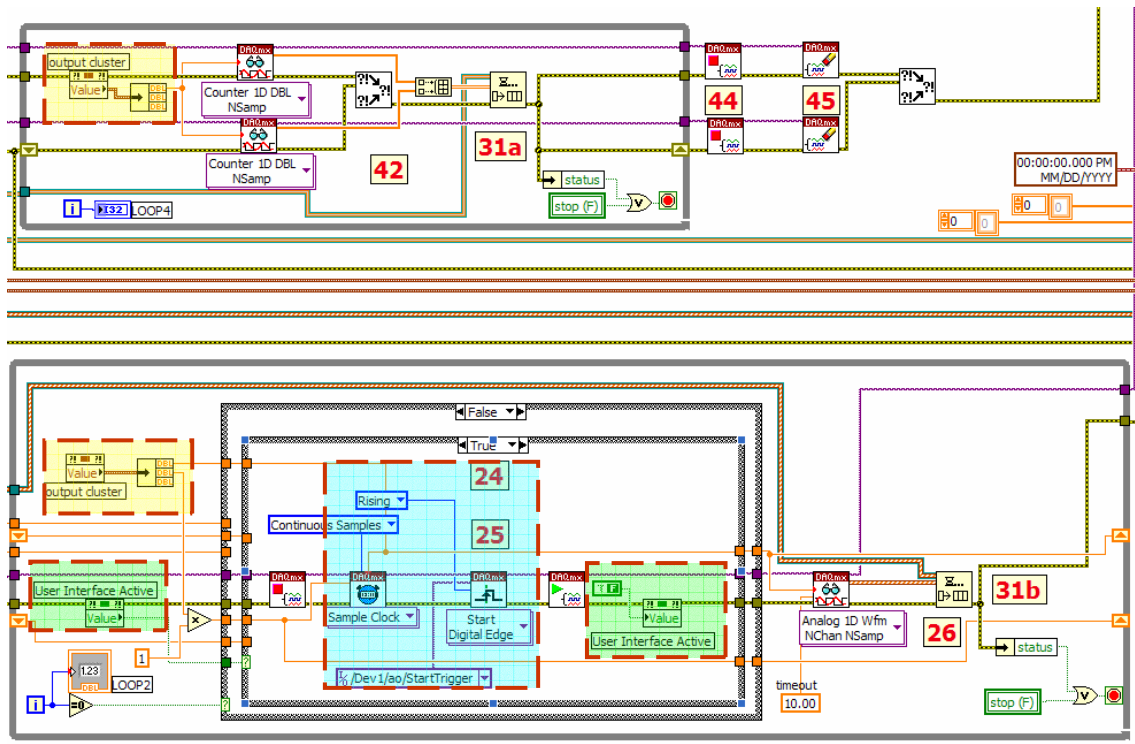 output cluster
Value
DBL
DBL
DBL
DAQmx
Counter 1D DBL
NSamp
DAQmx
Counter 1D DBL
NSamp
?!
?!
42
31a
DAQmx
DAQmx
44
45
DAQmx
DAQmx
?!
?!
status
stop (F)
V
i
I32
LOOP4
00:00:00.000 PM
MM/DD/YYYY
0
0
0
0
False
True
?! ?!
Value
DBL
DBL
DBL
output cluster
24
Rising
Continuous Samples
25
User Interface Active
?! ?!
Value
x
1
1.23
DBL
LOOP2
i
=0
?
?
DAQmx
DAQmx
Sample Clock
DAQmx
Start
Digital Edge
DAQmx
/Dev1/ao/StartTrigger
? F
?! ?!
Value
User Interface Active
DAQmx
Analog 1D Wfm
NChan NSamp
26
31b
timeout
10.00
status
stop (F)
V